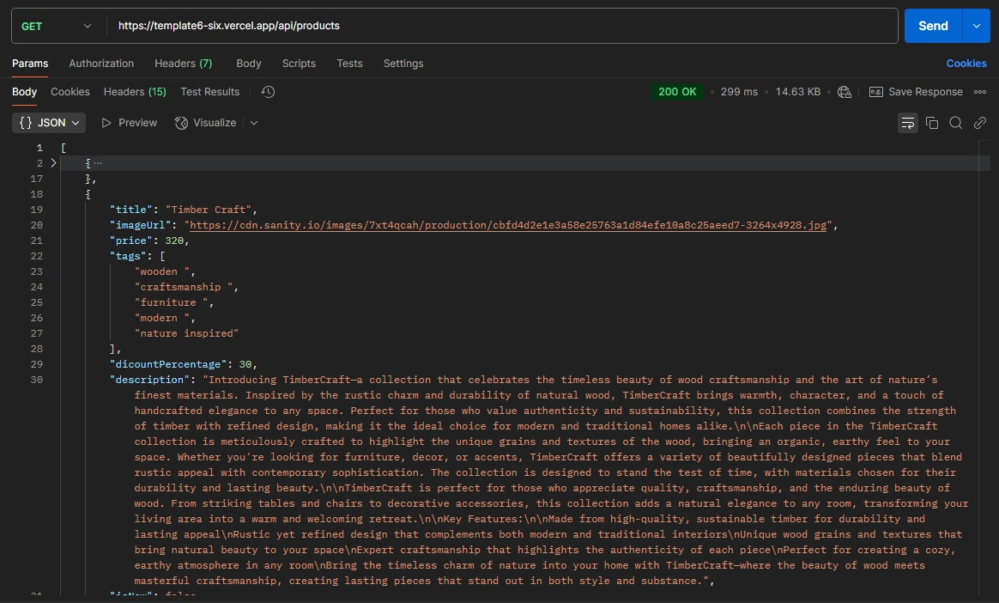 GET https://template6-six.vercel.app/api/products Send
Params Authorization Headers (7) Body Scripts Tests Settings Cookies
Body Cookies Headers (15) Test Results 200 OK • 299 ms • 14.63 KB • e.g. Save Response
{} JSON Preview Visualize
1 [
2 { ...
17 },
18 {
19 "title": "Timber Craft",
20 "imageUrl": "https://cdn.sanity.io/images/7xt4qcah/production/cbfd4d2e1e3a58e25763a1d84efe10a8c25aeed7-3264x4928.jpg",
21 "price": 320,
22 "tags": [
23 "wooden ",
24 "craftsmanship ",
25 "furniture ",
26 "modern ",
27 "nature inspired"
28 ],
29 "dicountPercentage": 30,
30 "description": "Introducing TimberCraft—a collection that celebrates the timeless beauty of wood craftsmanship and the art of nature’s
finest materials. Inspired by the rustic charm and durability of natural wood, TimberCraft brings warmth, character, and a touch of
handcrafted elegance to any space. Perfect for those who value authenticity and sustainability, this collection combines the strength
of timber with refined design, making it the ideal choice for modern and traditional homes alike.\n\nEach piece in the TimberCraft
collection is meticulously crafted to highlight the unique grains and textures of the wood, bringing an organic, earthy feel to your
space. Whether you're looking for furniture, decor, or accents, TimberCraft offers a variety of beautifully designed pieces that blend
rustic appeal with contemporary sophistication. The collection is designed to stand the test of time, with materials chosen for their
durability and lasting beauty.\n\nTimberCraft is perfect for those who appreciate quality, craftsmanship, and the enduring beauty of
wood. From striking tables and chairs to decorative accessories, this collection adds a natural elegance to any room, transforming your
living area into a warm and welcoming retreat.\n\nKey Features:\n\nMade from high-quality, sustainable timber for durability and
lasting appeal\nRustic yet refined design that complements both modern and traditional interiors\nUnique wood grains and textures that
bring natural beauty to your space\nExpert craftsmanship that highlights the authenticity of each piece\nPerfect for creating a cozy,
earthy atmosphere in any room\nBring the timeless charm of nature into your home with TimberCraft—where the beauty of wood meets
masterful craftsmanship, creating lasting pieces that stand out in both style and substance.",
31 "isNew": false,